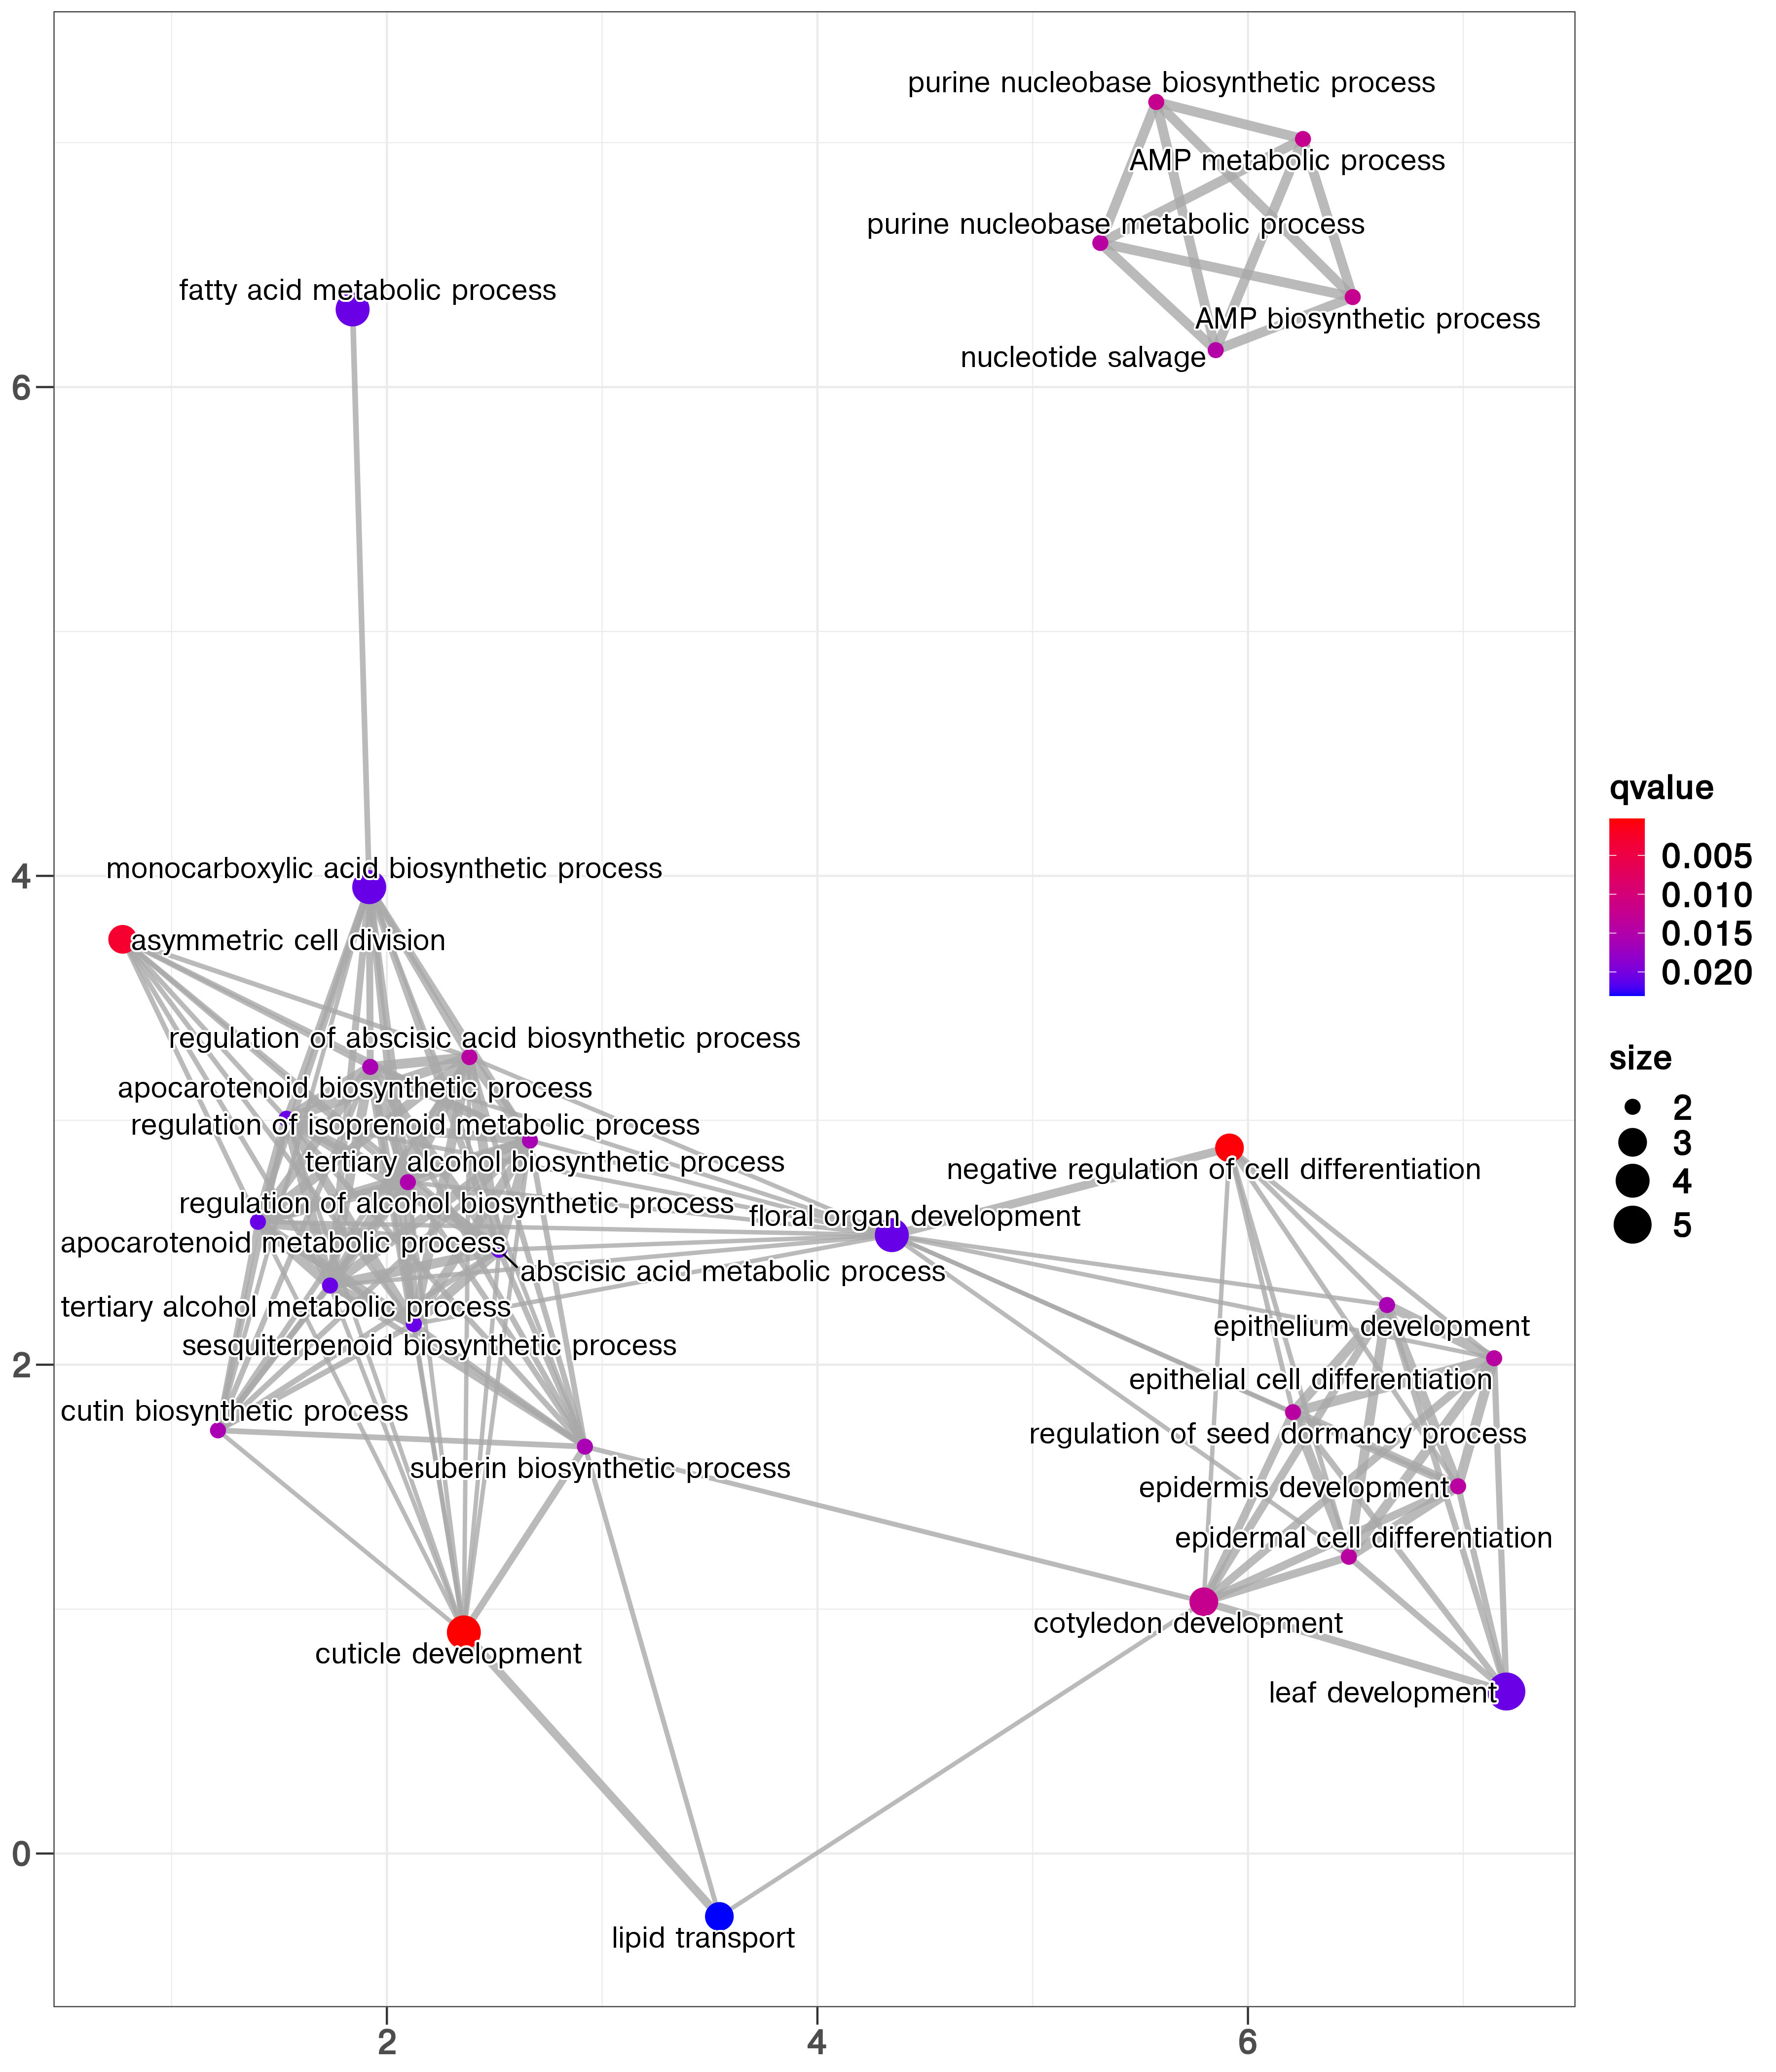 purine nucleobase biosynthetic process
AMP metabolic process
purine nucleobase metabolic process
fatty acid metabolic process
AMP biosynthetic process
nucleotide salvage
monocarboxylic acid biosynthetic process
asymmetric cell division
regulation of abscisic acid biosynthetic process
apocarotenoid biosynthetic process
regulation of isoprenoid metabolic process
tertiary alcohol biosynthetic process
negative regulation of cell differentiation
regulation of alcohol biosynthetic process
floral organ development
apocarotenoid metabolic process
abscisic acid metabolic process
tertiary alcohol metabolic process
epithelium development
sesquiterpenoid biosynthetic process
epithelial cell differentiation
cutin biosynthetic process
regulation of seed dormancy process
suberin biosynthetic process
epidermis development
epidermal cell differentiation
cotyledon development
cuticle development
leaf development
lipid transport
6
4
2
0
2
4
6
qvalue
0.005
0.010
0.015
0.020
size
2
3
4
5